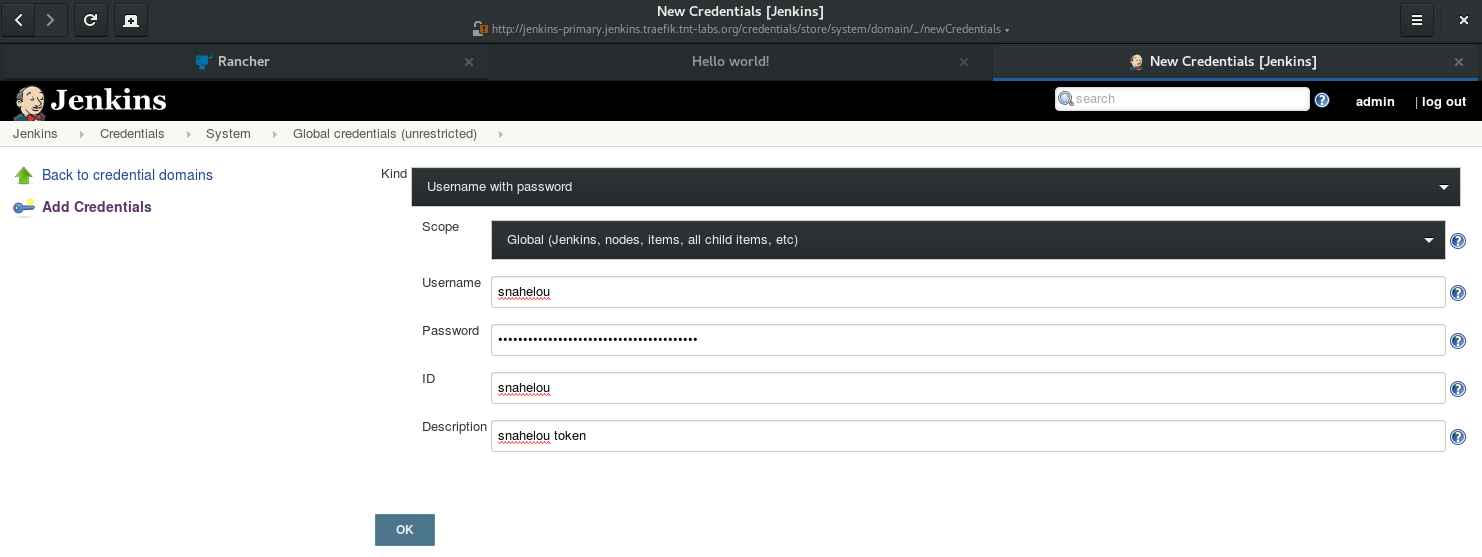 New Credentials [Jenkins]
http://jenkins-primary.jenkins.traefik.tnt-labs.org/credentials/store/system/domain/_/newCredentials
Rancher
Hello world!
New Credentials [Jenkins]
Jenkins
search
admin
| log out
Jenkins
Credentials
System
Global credentials (unrestricted)
Back to credential domains
Add Credentials
Kind
Username with password
Scope
Global (Jenkins, nodes, items, all child items, etc)
Username
snahelou
Password
••••••••••••••••••••••••••••••••••••••••
ID
snahelou
Description
snahelou token
OK